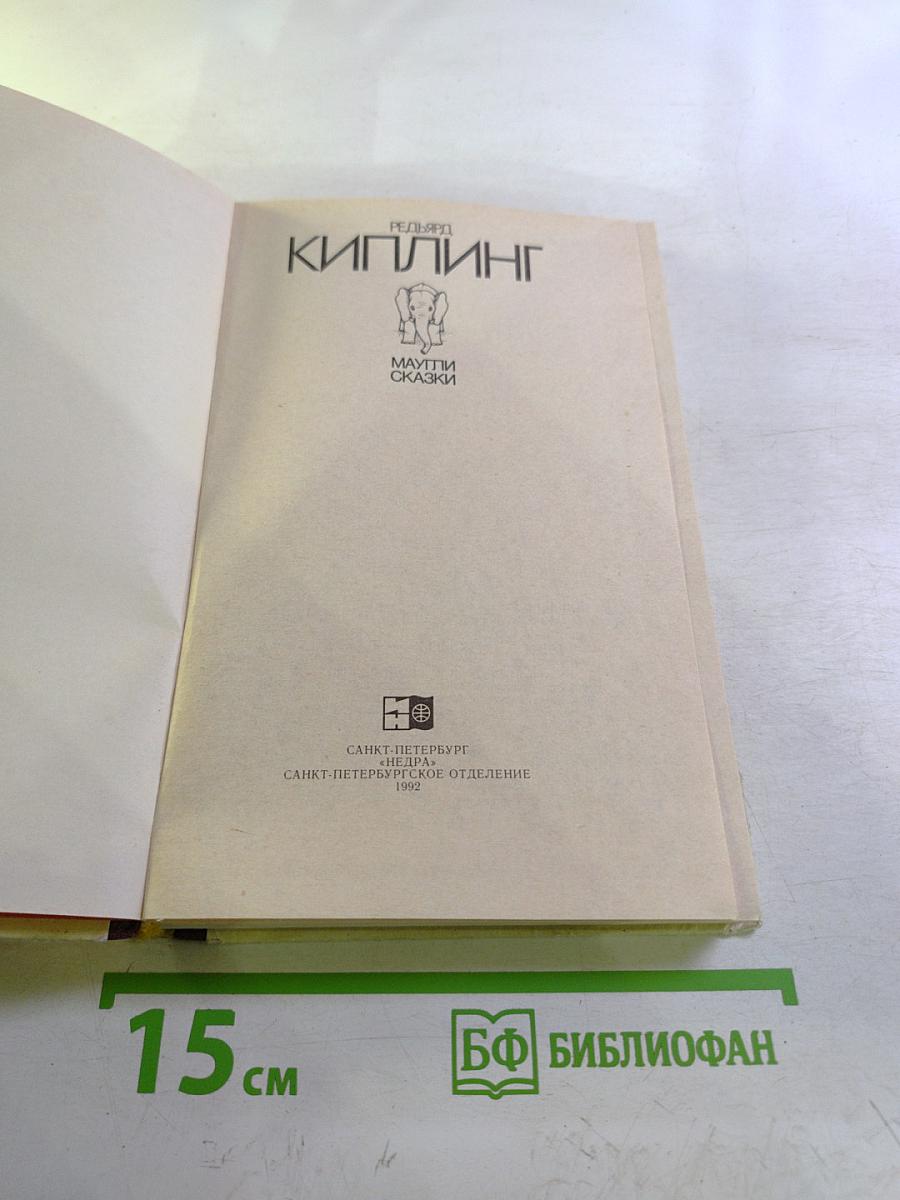 РЕДЬЯРД
КИПЛИНГ
МАУГЛИ
СКАЗКИ
САНКТ-ПЕТЕРБУРГ
«НЕДРА»
САНКТ-ПЕТЕРБУРГСКОЕ ОТДЕЛЕНИЕ
1992
15 см
БФ БИБЛИОФАН